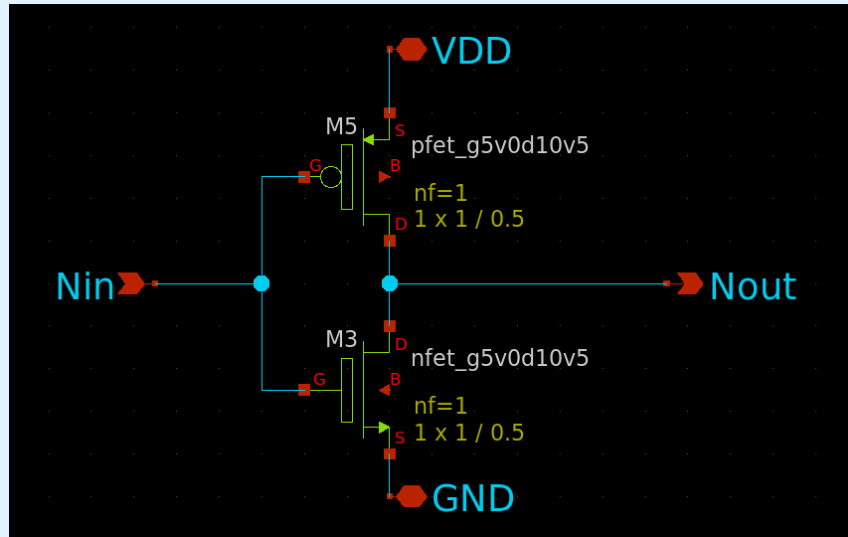 VDD
M5
S
pfet_g5v0d10v5
G
B
nf=1
1 x 1 / 0.5
D
Nin
Nout
M3
D
nfet_g5v0d10v5
G
B
nf=1
1 x 1 / 0.5
S
GND